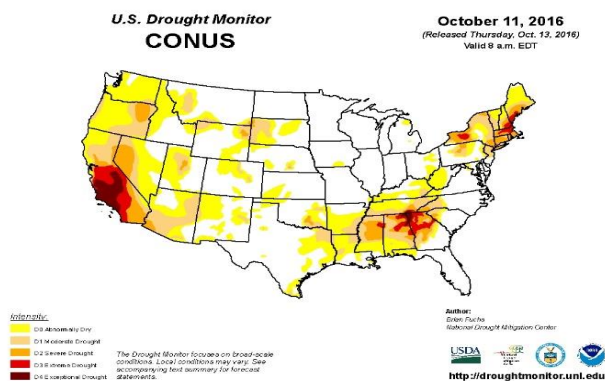 U.S. Drought Monitor
CONUS
October 11, 2016
(Released Thursday, Oct. 13, 2016)
Valid 8 a.m. EDT
Intensity:
D0 Abnormally Dry
D1 Moderate Drought
D2 Severe Drought
D3 Extreme Drought
D4 Exceptional Drought
The Drought Monitor focuses on broad-scale
conditions. Local conditions may vary. See
accompanying text summary for forecast
statements.
Author:
Brian Fuchs
National Drought Mitigation Center
USDA
http://droughtmonitor.unl.edu